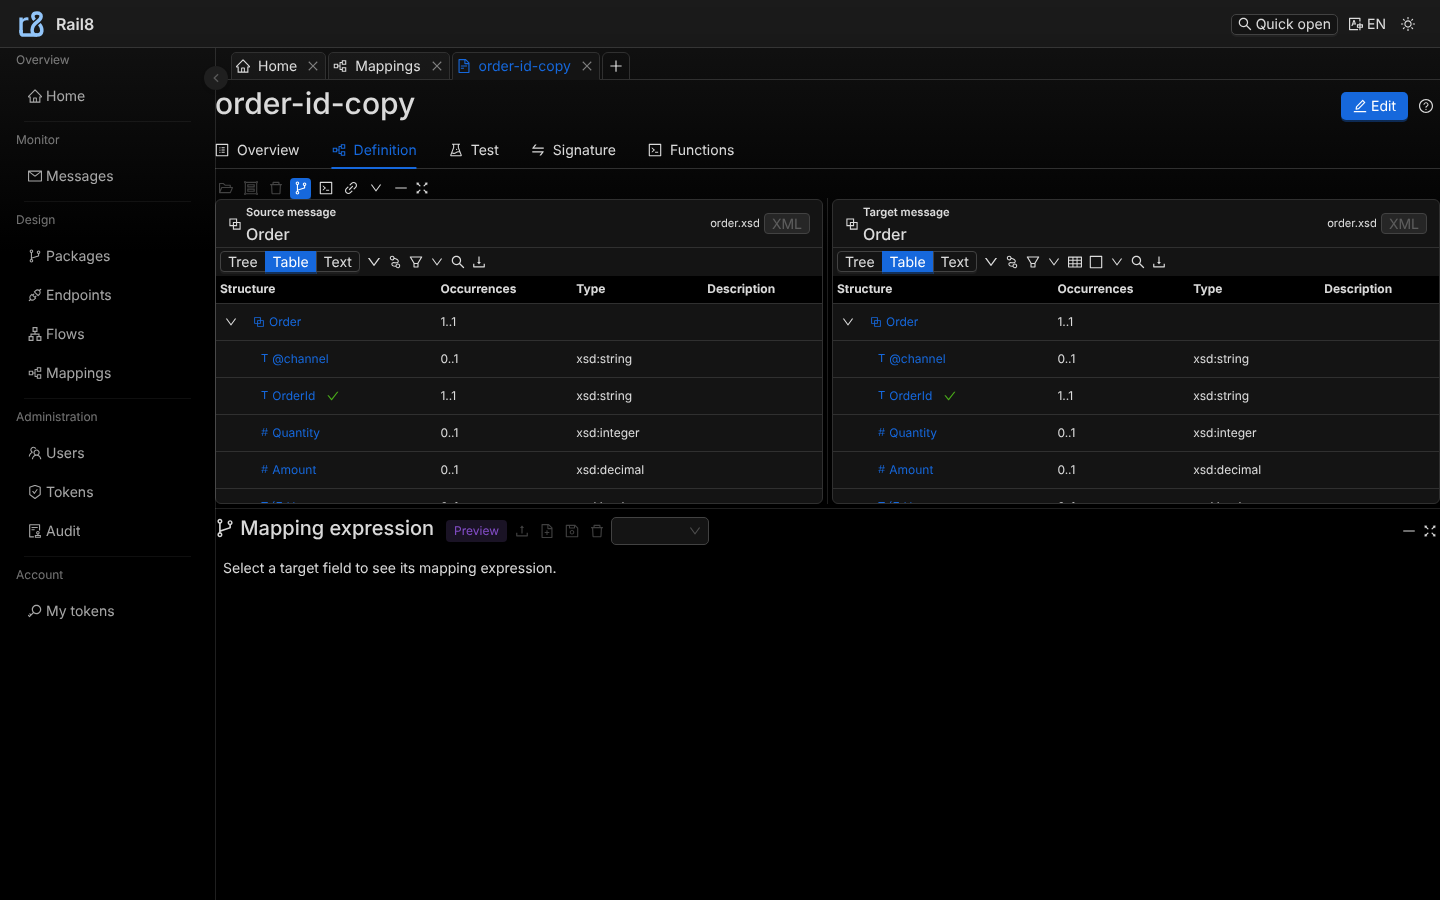 Rail8
Quick open
EN
Overview
Home
Monitor
Messages
Design
Packages
Endpoints
Flows
Mappings
Administration
Users
Tokens
Audit
Account
My tokens
Home
Mappings
order-id-copy
order-id-copy
Edit
Overview
Definition
Test
Signature
Functions
Source message
Order
order.xsd
XML
Tree Table Text
Structure Occurrences Type Description
Order 1..1
T @channel 0..1 xsd:string
T OrderId 1..1 xsd:string
# Quantity 0..1 xsd:integer
# Amount 0..1 xsd:decimal
Target message
Order
order.xsd
XML
Tree Table Text
Structure Occurrences Type Description
Order 1..1
T @channel 0..1 xsd:string
T OrderId 1..1 xsd:string
# Quantity 0..1 xsd:integer
# Amount 0..1 xsd:decimal
Mapping expression
Preview
Select a target field to see its mapping expression.